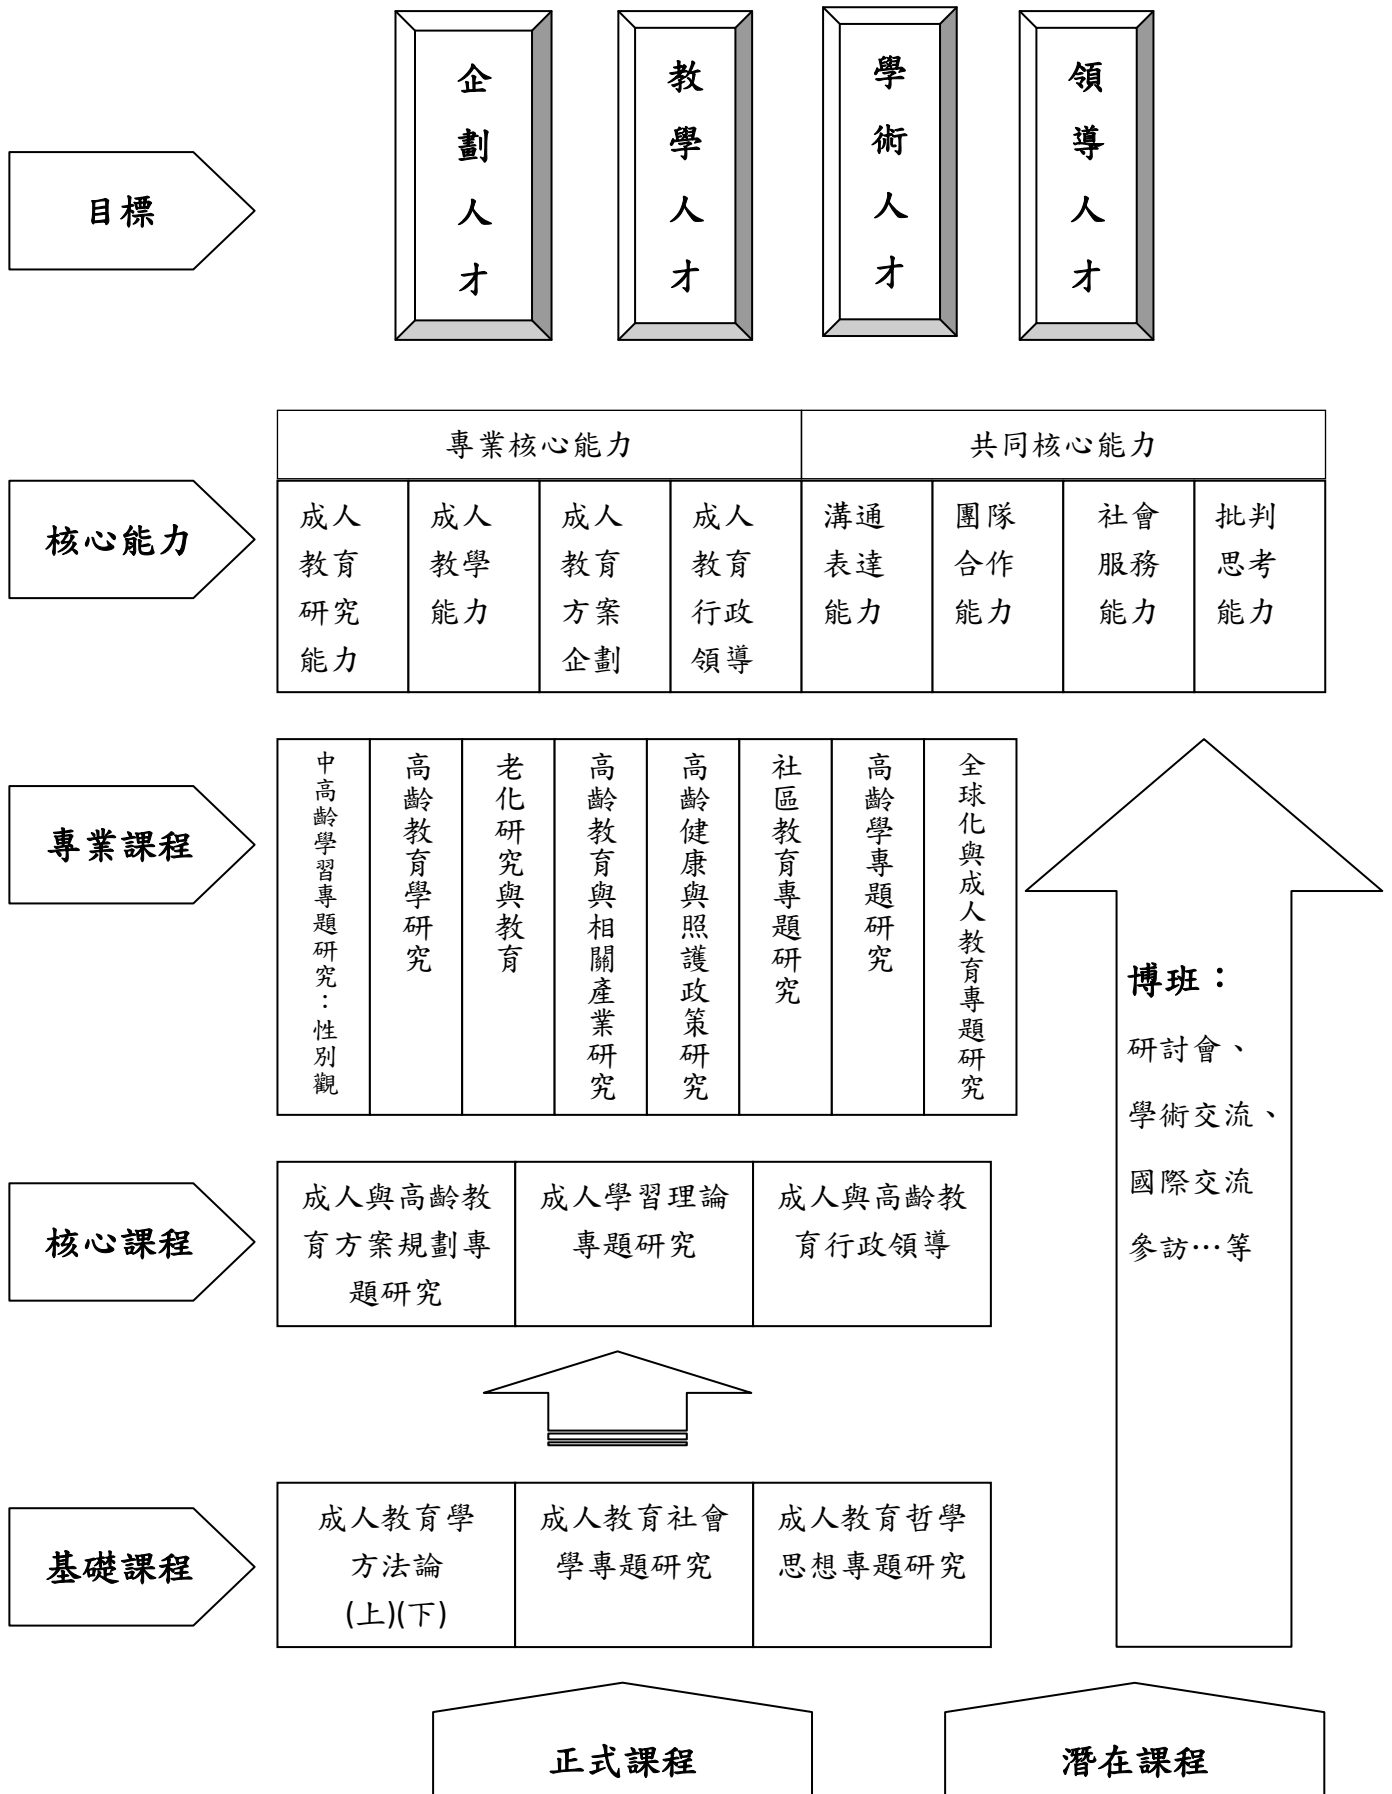 企劃人才
教學人才
學術人才
領導人才
目標
專業核心能力
共同核心能力
核心能力
成人
教育
研究
能力
成人
教學
能力
成人
教育
方案
企劃
成人
教育
行政
領導
溝通
表達
能力
團隊
合作
能力
社會
服務
能力
批判
思考
能力
專業課程
中高齡學習專題研究：性別觀
高齡教育學研究
老化研究與教育
高齡教育與相關產業研究
高齡健康與照護政策研究
社區教育專題研究
高齡學專題研究
全球化與成人教育專題研究
博班：
研討會、
學術交流、
國際交流
參訪…等
核心課程
成人與高齡教
育方案規劃專
題研究
成人學習理論
專題研究
成人與高齡教
育行政領導
基礎課程
成人教育學
方法論
(上)(下)
成人教育社會
學專題研究
成人教育哲學
思想專題研究
正式課程
潛在課程